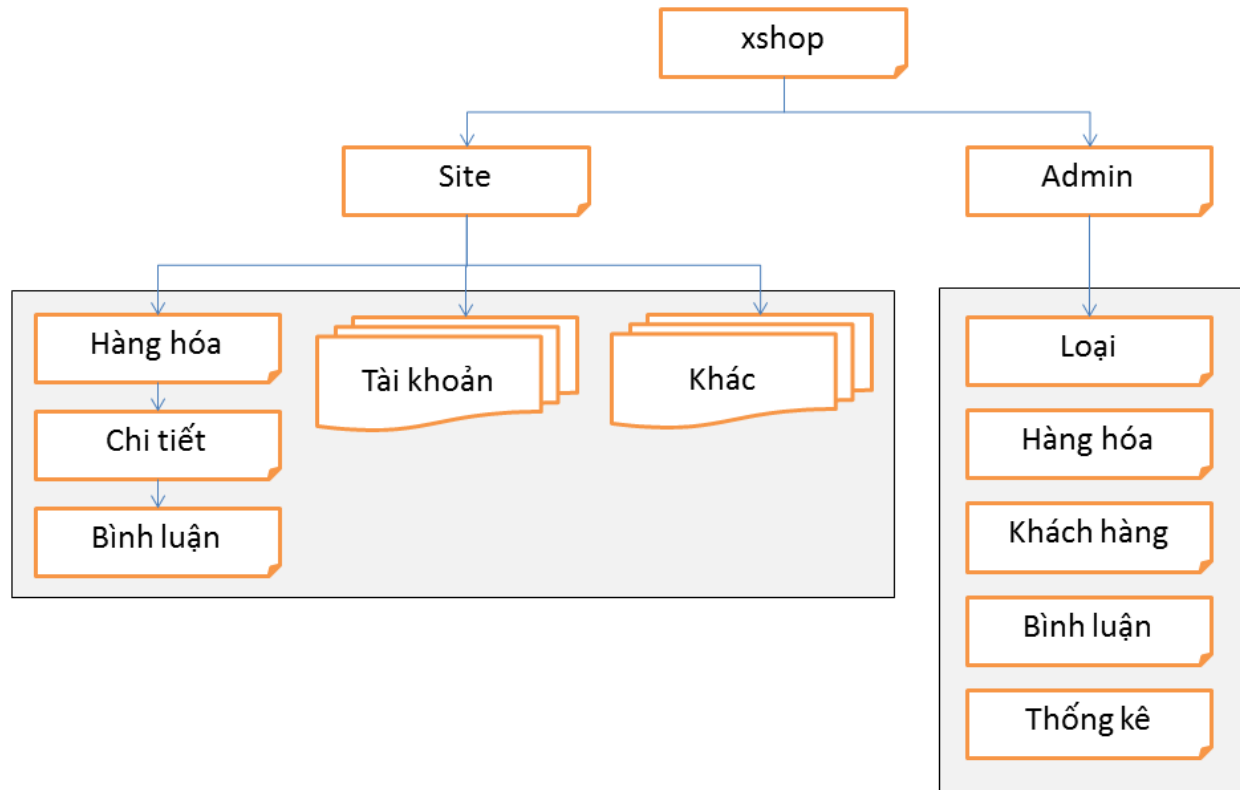 xshop
Site
Admin
Hàng hóa
Tài khoản
Khác
Chi tiết
Bình luận
Loại
Hàng hóa
Khách hàng
Bình luận
Thống kê